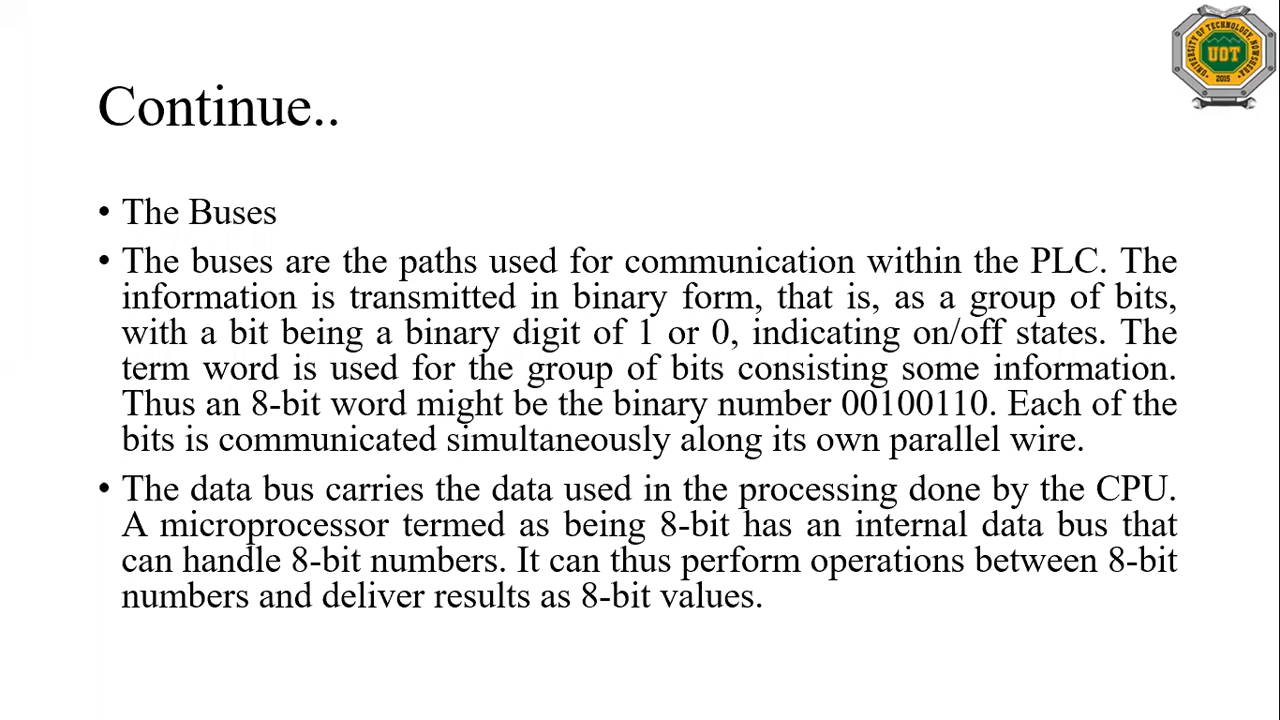 UNIVERSITY OF TECHNOLOGY, NOWSHERA
UOT
2015
Continue..
• The Buses
• The buses are the paths used for communication within the PLC. The
information is transmitted in binary form, that is, as a group of bits,
with a bit being a binary digit of 1 or 0, indicating on/off states. The
term word is used for the group of bits consisting some information.
Thus an 8-bit word might be the binary number 00100110. Each of the
bits is communicated simultaneously along its own parallel wire.
• The data bus carries the data used in the processing done by the CPU.
A microprocessor termed as being 8-bit has an internal data bus that
can handle 8-bit numbers. It can thus perform operations between 8-bit
numbers and deliver results as 8-bit values.